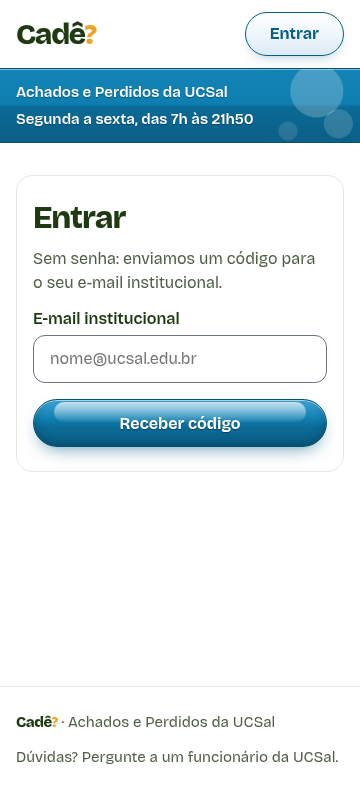 Cadê?
Entrar
Achados e Perdidos da UCSal
Segunda a sexta, das 7h às 21h50
Entrar
Sem senha: enviamos um código para
o seu e-mail institucional.
E-mail institucional
nome@ucsal.edu.br
Receber código
Cadê? · Achados e Perdidos da UCSal
Dúvidas? Pergunte a um funcionário da UCSal.